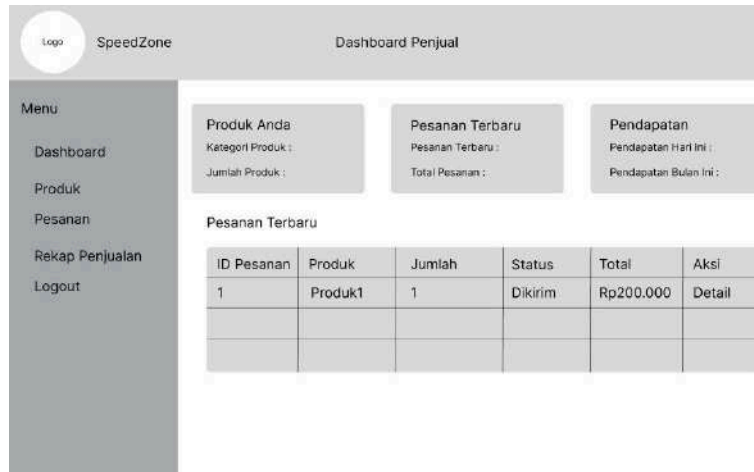 Logo
SpeedZone
Dashboard Penjual
Menu
Dashboard
Produk
Pesanan
Rekap Penjualan
Logout
Produk Anda
Kategori Produk :
Jumlah Produk :
Pesanan Terbaru
Pesanan Terbaru :
Total Pesanan :
Pendapatan
Pendapatan Hari Ini :
Pendapatan Bulan Ini :
Pesanan Terbaru
ID Pesanan Produk Jumlah Status Total Aksi
1 Produk1 1 Dikirim Rp200.000 Detail